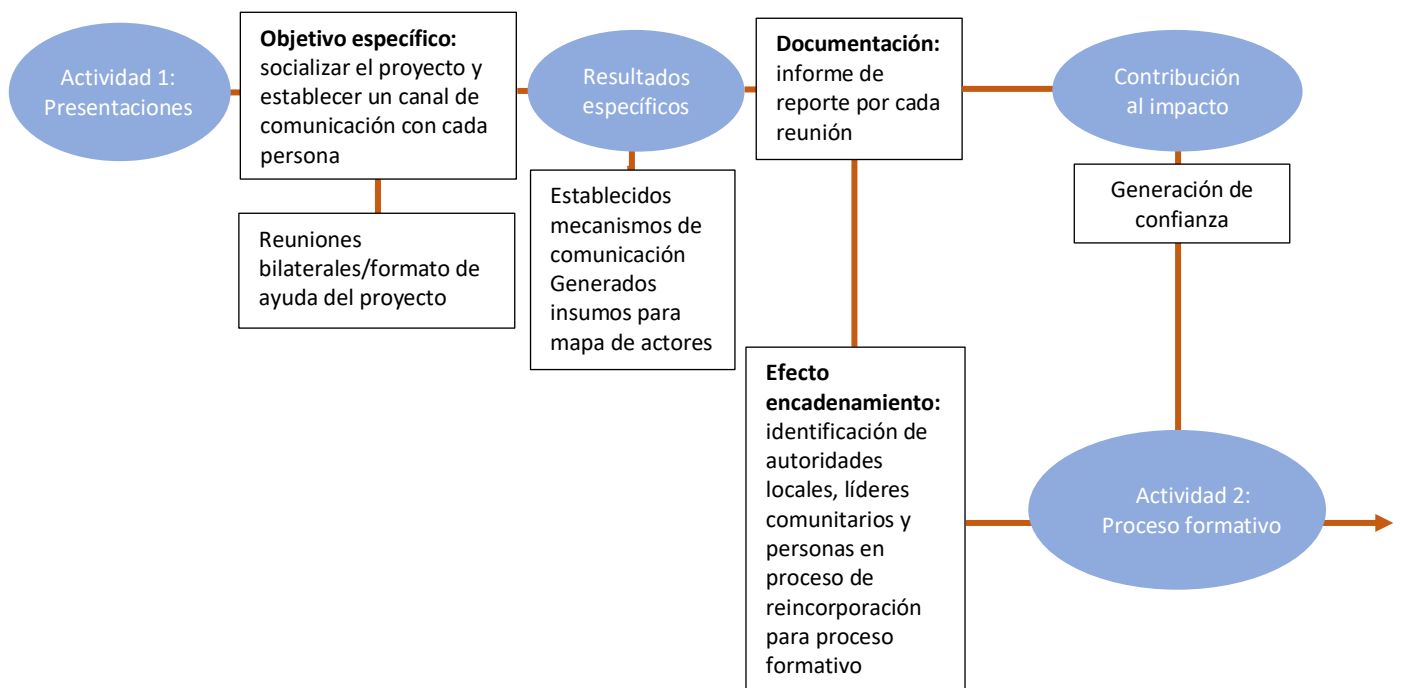 Actividad 1:
Presentaciones
Objetivo específico:
socializar el proyecto y
establecer un canal de
comunicación con cada
persona
Reuniones
bilaterales/formato de
ayuda del proyecto
Resultados
específicos
Establecidos
mecanismos de
comunicación
Generados
insumos para
mapa de actores
Documentación:
informe de
reporte por cada
reunión
Efecto
encadenamiento:
identificación de
autoridades
locales, líderes
comunitarios y
personas en
proceso de
reincorporación
para proceso
formativo
Contribución
al impacto
Generación de
confianza
Actividad 2:
Proceso formativo